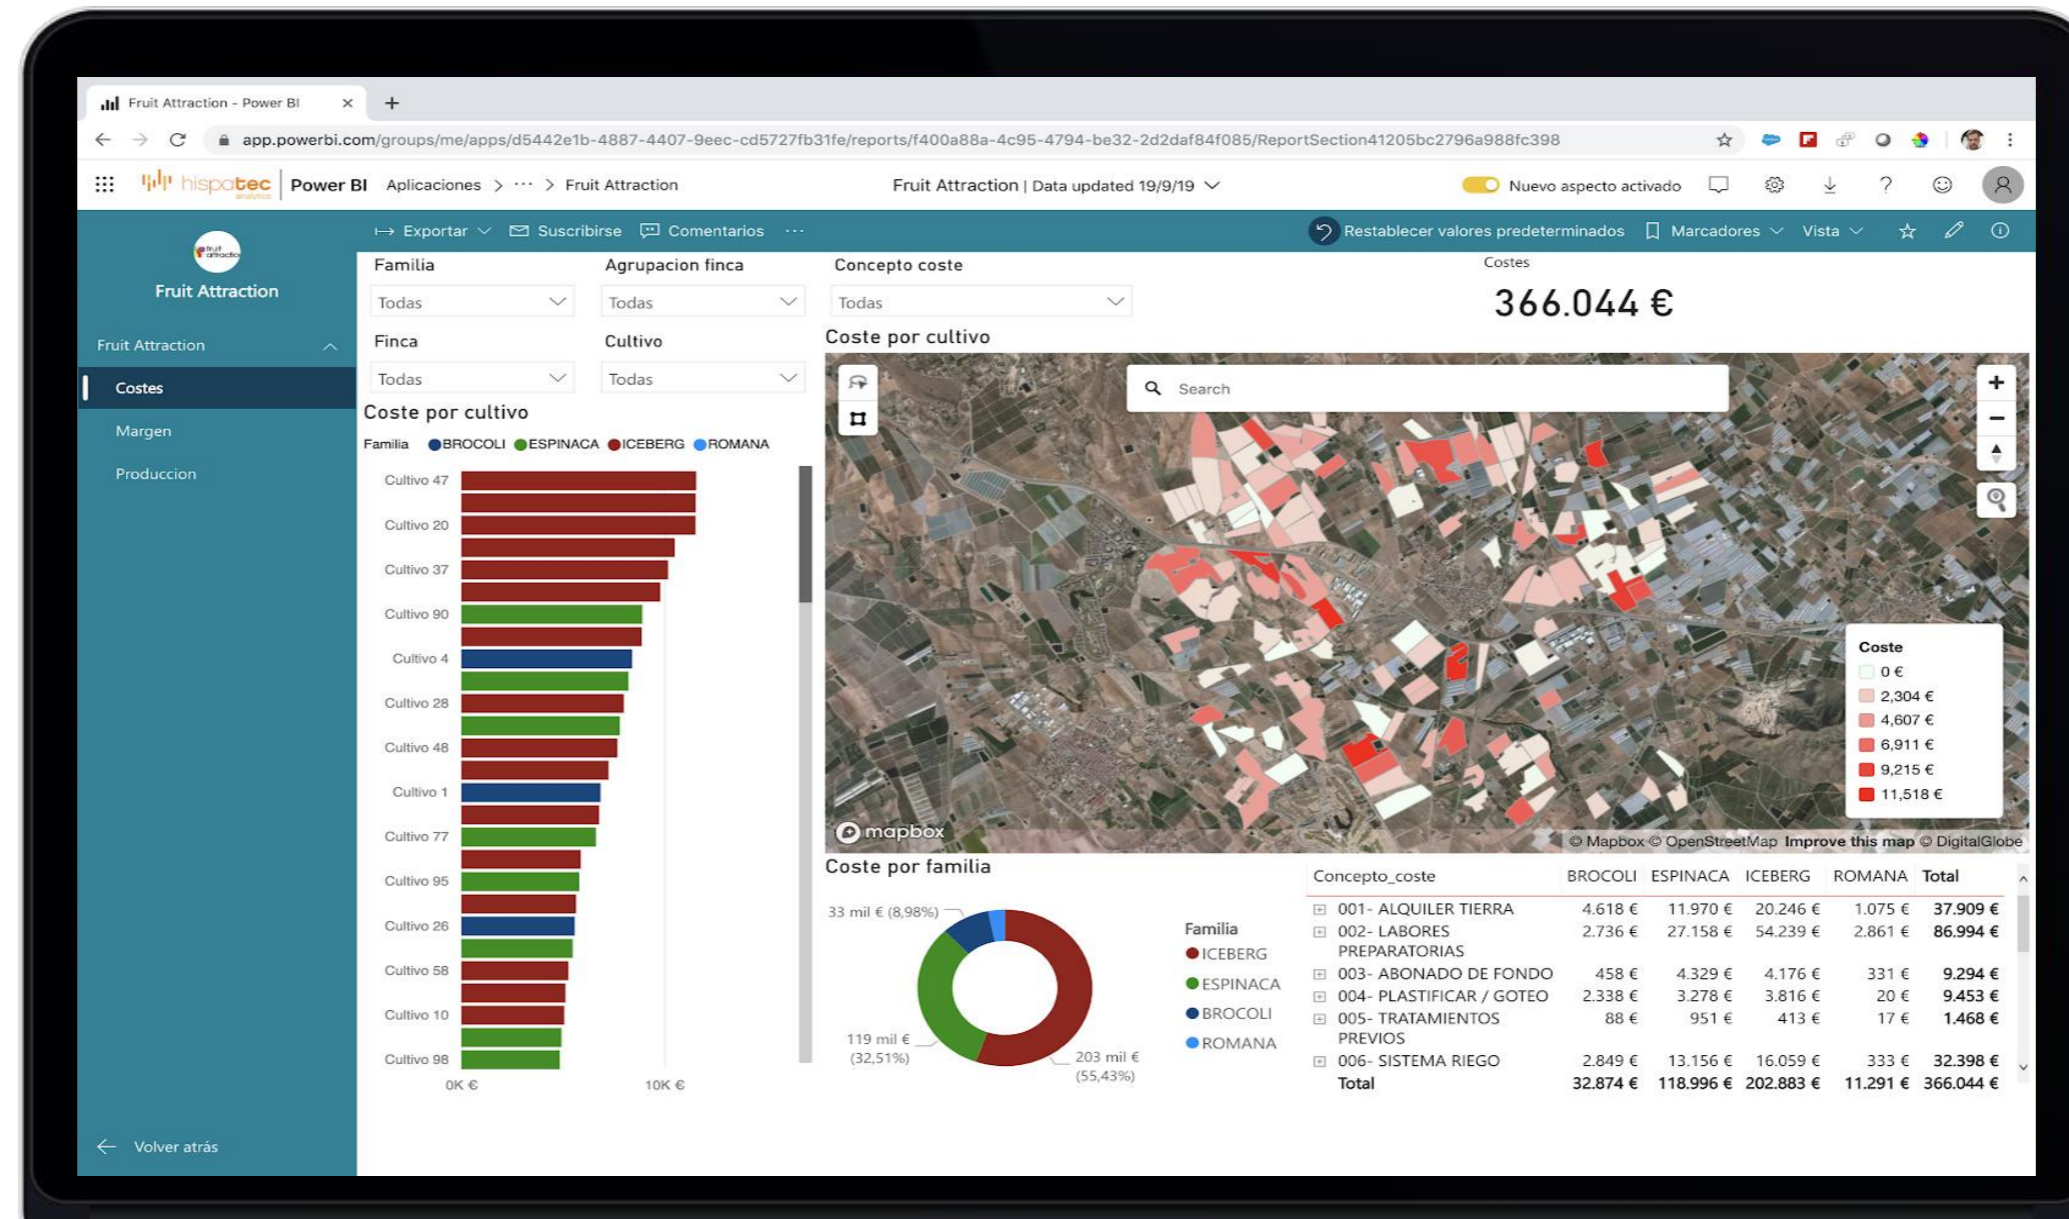 Fruit Attraction - Power BI
app.powerbi.com/groups/me/apps/d5442e1b-4887-4407-9eec-cd5727fb31fe/reports/f400a88a-4c95-4794-be32-2d2daf84f085/ReportSection41205bc2796a988fc398
hispatec analytics Power BI Aplicaciones > ... > Fruit Attraction Fruit Attraction | Data updated 19/9/19 Nuevo aspecto activado
Exportar Suscribirse Comentarios ... Restablecer valores predeterminados Marcadores Vista
fruit attraction
Fruit Attraction
Fruit Attraction
Costes
Margen
Produccion
Volver atrás
Familia Agrupacion finca Concepto coste
Todas Todas Todas
Finca Cultivo
Todas Todas
Costes
366.044 €
Coste por cultivo
Familia BROCOLI ESPINACA ICEBERG ROMANA
Cultivo 47
Cultivo 20
Cultivo 37
Cultivo 90
Cultivo 4
Cultivo 28
Cultivo 48
Cultivo 1
Cultivo 77
Cultivo 95
Cultivo 26
Cultivo 58
Cultivo 10
Cultivo 98
0K € 10K €
Coste por cultivo
Search
Coste
0 €
2,304 €
4,607 €
6,911 €
9,215 €
11,518 €
mapbox
© Mapbox © OpenStreetMap Improve this map © DigitalGlobe
Coste por familia
33 mil € (8,98%)
119 mil €
(32,51%)
203 mil €
(55,43%)
Familia
ICEBERG
ESPINACA
BROCOLI
ROMANA
Concepto_coste BROCOLI ESPINACA ICEBERG ROMANA Total
001- ALQUILER TIERRA 4.618 € 11.970 € 20.246 € 1.075 € 37.909 €
002- LABORES 2.736 € 27.158 € 54.239 € 2.861 € 86.994 €
PREPARATORIAS
003- ABONADO DE FONDO 458 € 4.329 € 4.176 € 331 € 9.294 €
004- PLASTIFICAR / GOTEO 2.338 € 3.278 € 3.816 € 20 € 9.453 €
005- TRATAMIENTOS 88 € 951 € 413 € 17 € 1.468 €
PREVIOS
006- SISTEMA RIEGO 2.849 € 13.156 € 16.059 € 333 € 32.398 €
Total 32.874 € 118.996 € 202.883 € 11.291 € 366.044 €